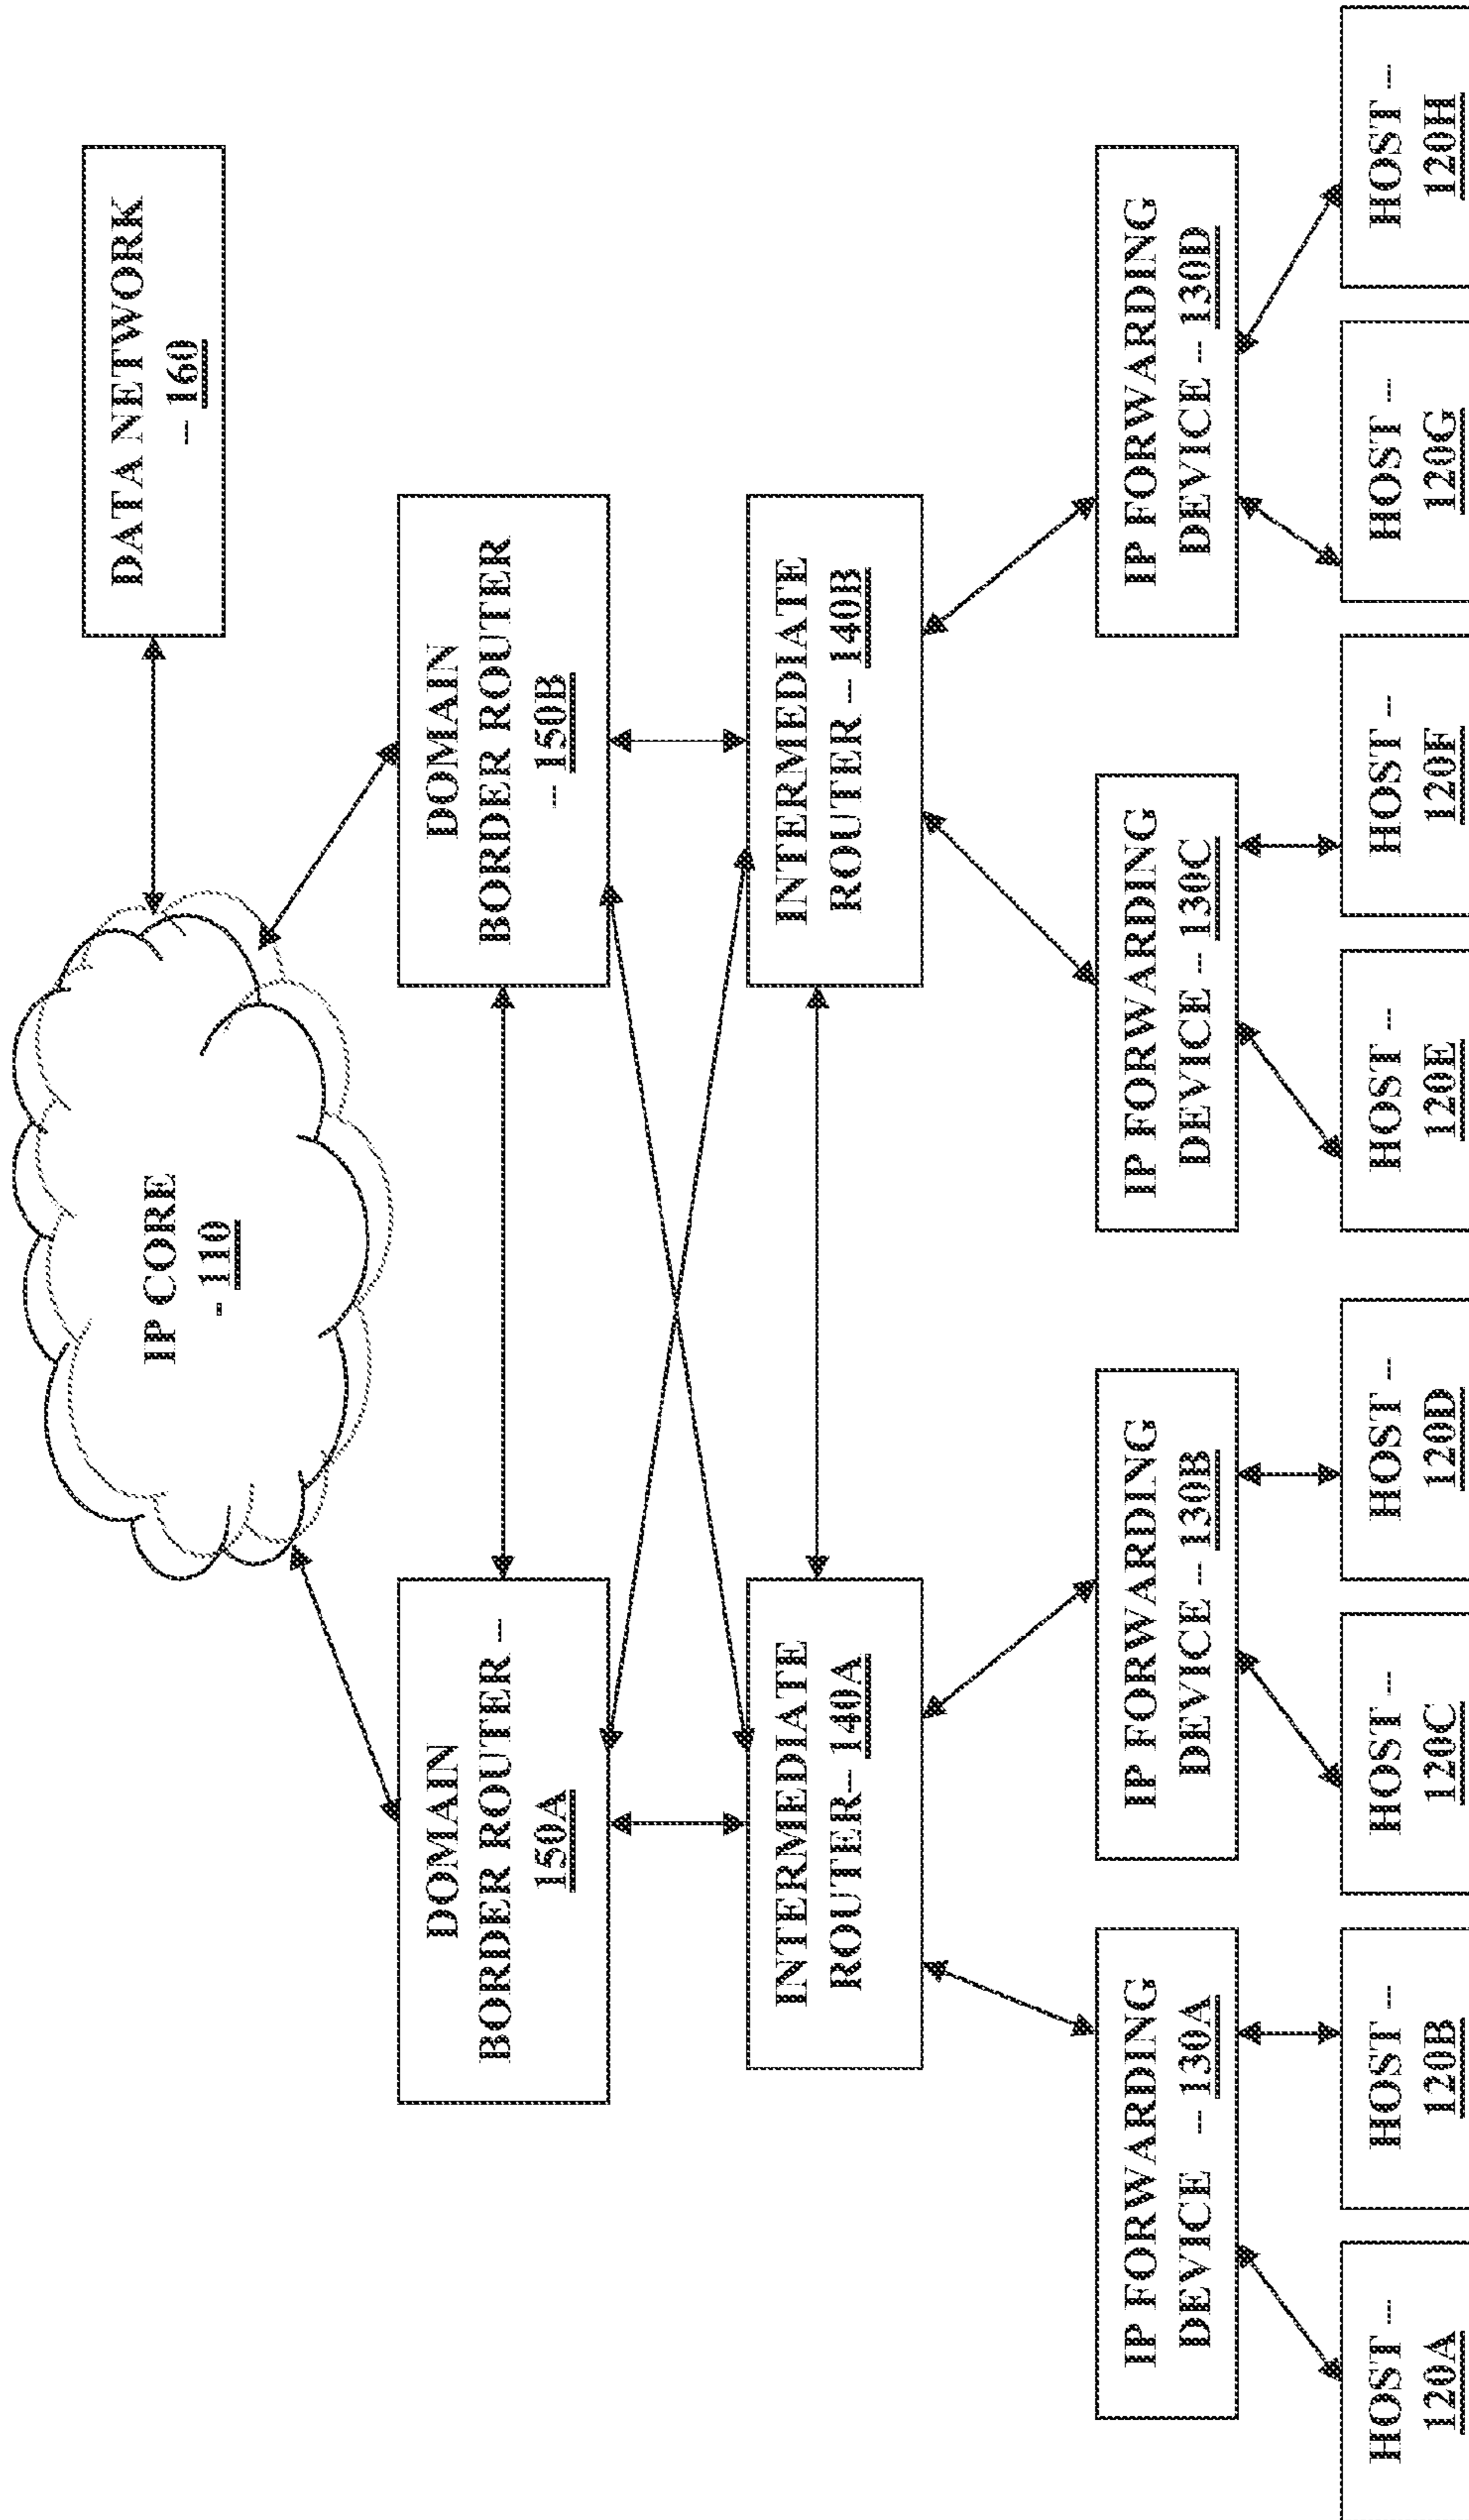 IP CORE
- 110
DATA NETWORK
-- 160
DOMAIN
BORDER ROUTER --
150A
DOMAIN
BORDER ROUTER
-- 150B
INTERMEDIATE
ROUTER-- 140A
INTERMEDIATE
ROUTER -- 140B
IP FORWARDING
DEVICE -- 130A
IP FORWARDING
DEVICE -- 130B
IP FORWARDING
DEVICE -- 130C
IP FORWARDING
DEVICE -- 130D
HOST --
120A
HOST --
120B
HOST --
120C
HOST --
120D
HOST --
120E
HOST --
120F
HOST --
120G
HOST --
120H